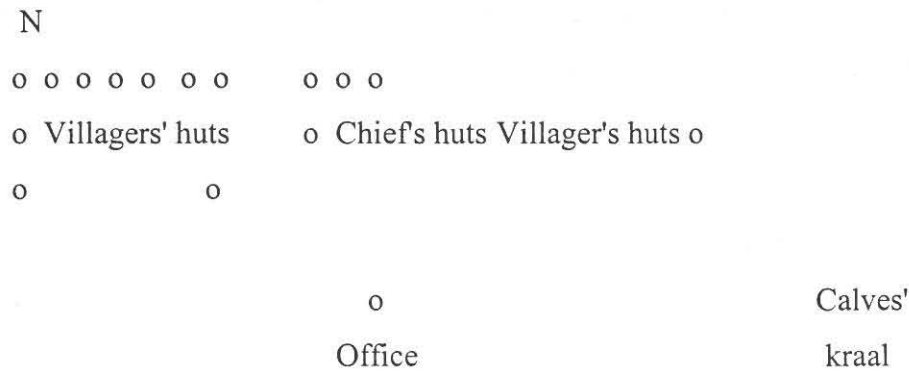 N
o o o o o o o o o o
o Villagers' huts o Chief's huts Villager's huts o
o o
o Calves'
Office kraal